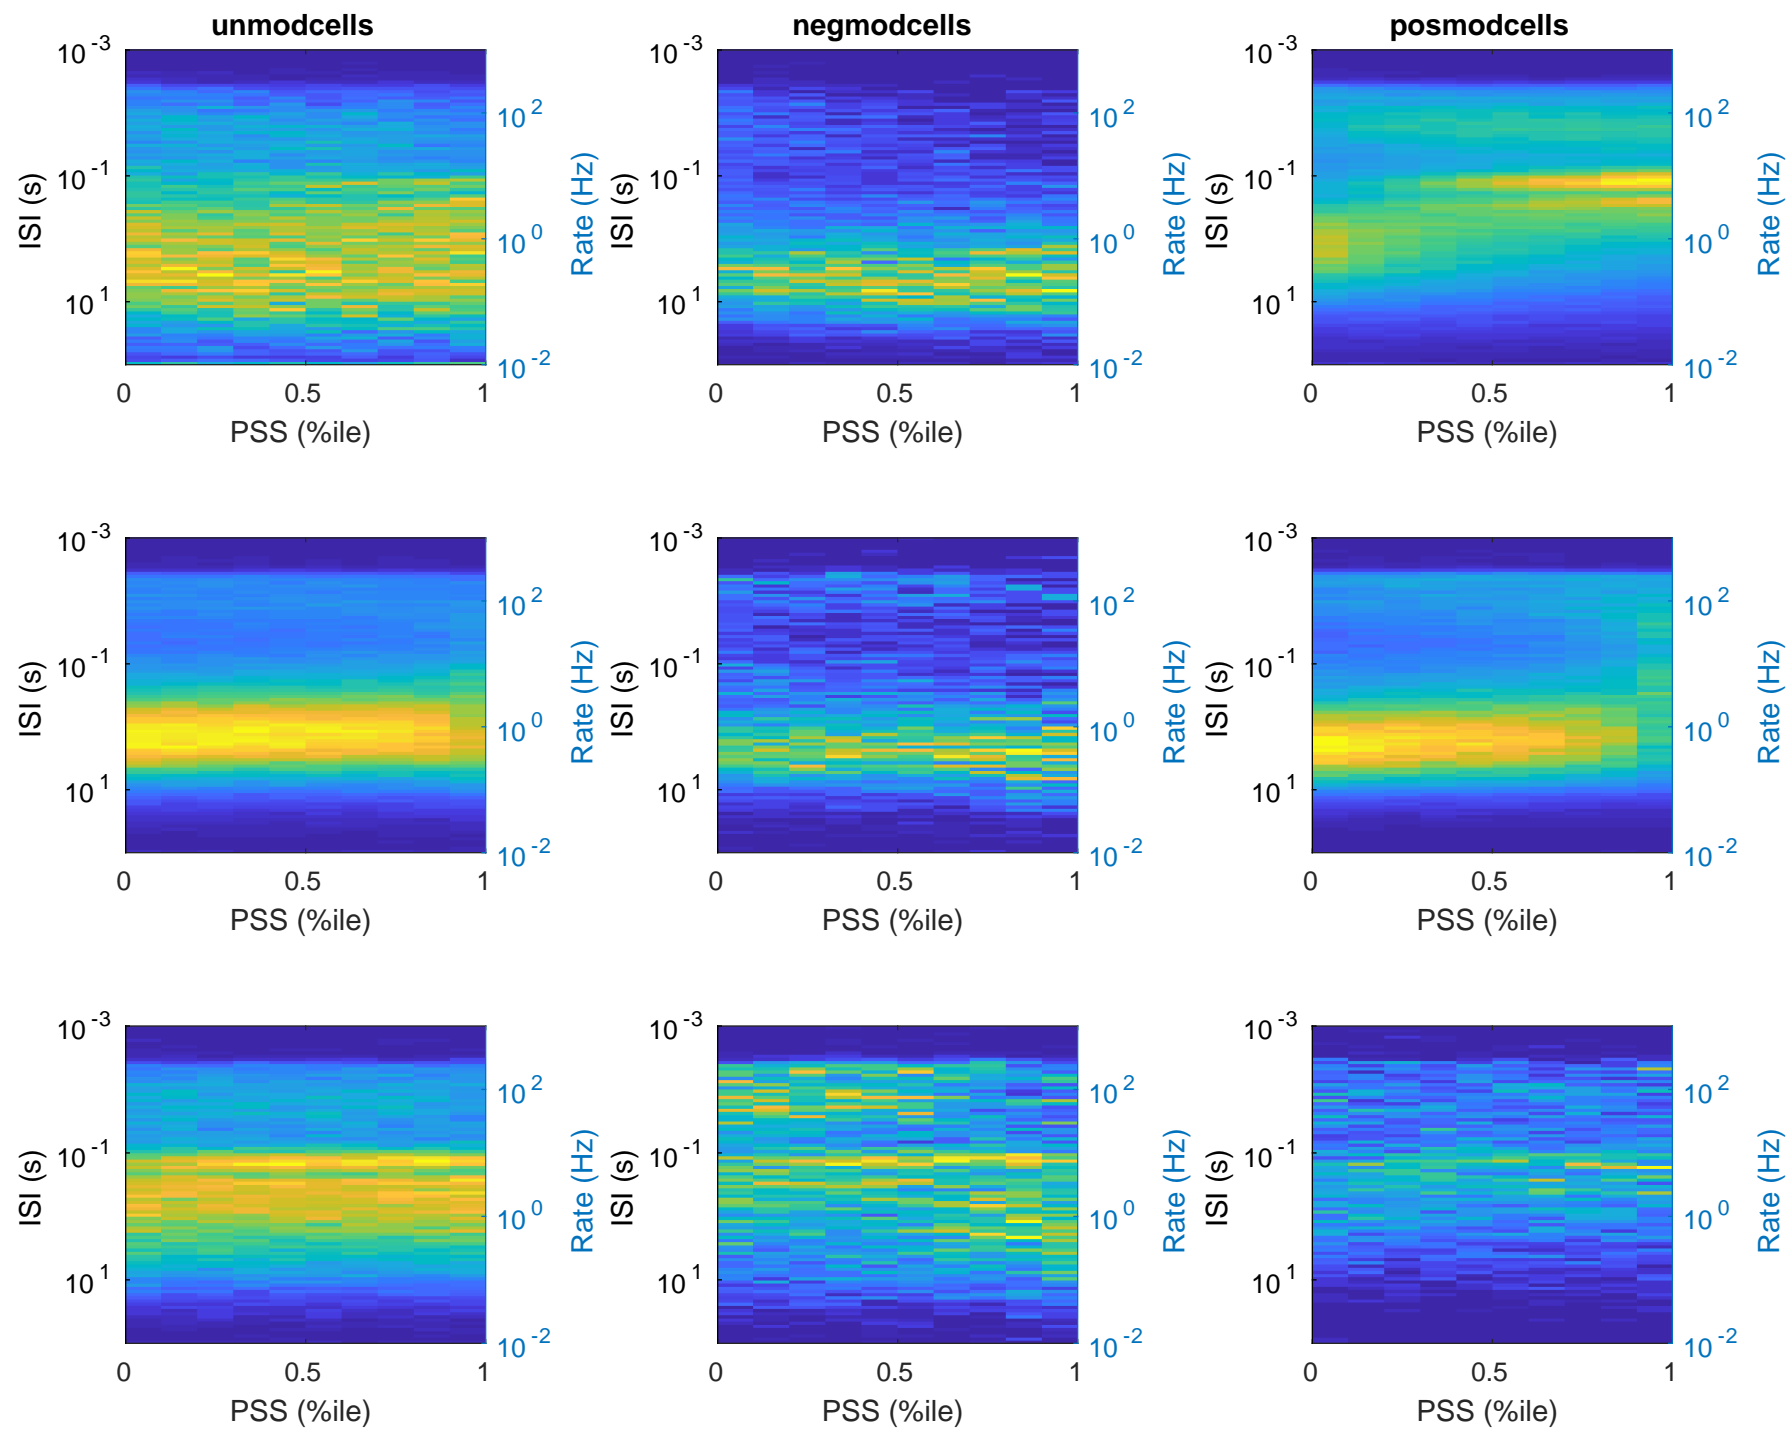 unmodcells negmodcells posmodcells
10-3 10-3 10-3
10 2 10 2 10 2
10-1 10-1 10-1
ISI (s) Rate (Hz) ISI (s) Rate (Hz) ISI (s) Rate (Hz)
10 0 10 0 10 0
10 1 10 1 10 1
10-2 10-2 10-2
0 0.5 1 0 0.5 1 0 0.5 1
PSS (%ile) PSS (%ile) PSS (%ile)
10-3 10-3 10-3
10 2 10 2 10 2
10-1 10-1 10-1
ISI (s) Rate (Hz) ISI (s) Rate (Hz) ISI (s) Rate (Hz)
10 0 10 0 10 0
10 1 10 1 10 1
10-2 10-2 10-2
0 0.5 1 0 0.5 1 0 0.5 1
PSS (%ile) PSS (%ile) PSS (%ile)
10-3 10-3 10-3
10 2 10 2 10 2
10-1 10-1 10-1
ISI (s) Rate (Hz) ISI (s) Rate (Hz) ISI (s) Rate (Hz)
10 0 10 0 10 0
10 1 10 1 10 1
10-2 10-2 10-2
0 0.5 1 0 0.5 1 0 0.5 1
PSS (%ile) PSS (%ile) PSS (%ile)